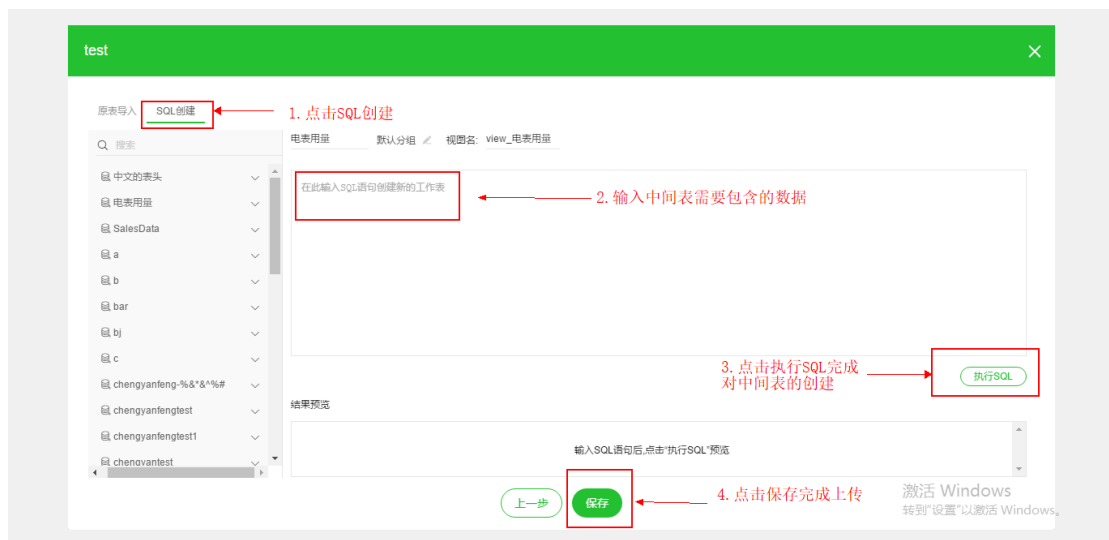 test
原表导入 SQL创建
1. 点击SQL创建
搜索
电表用量 默认分组 视图名: view_电表用量
中文的表头
电表用量
SalesData
a
b
bar
bj
c
chengyanfeng-%&*&^%#
chengyanfengtest
chengyanfengtest1
chengyantest
在此输入SQL语句创建新的工作表
2. 输入中间表需要包含的数据
3. 点击执行SQL完成
对中间表的创建
执行SQL
结果预览
输入SQL语句后,点击“执行SQL”预览
上一步 保存
4. 点击保存完成上传
激活 Windows
转到"设置"以激活 Windows。